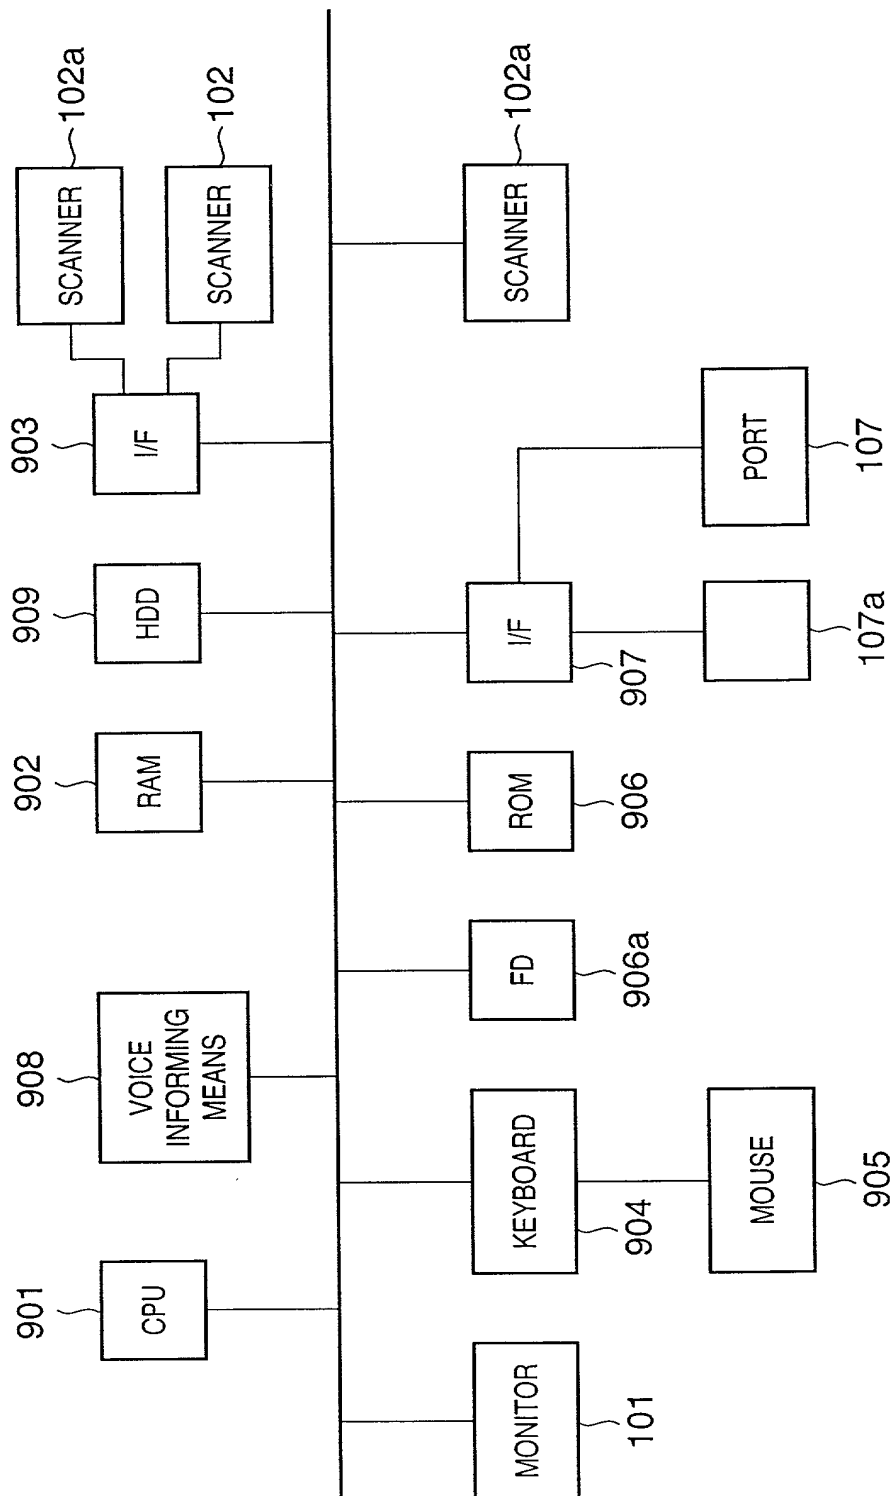 901
CPU
908
VOICE
INFORMING
MEANS
902
RAM
909
HDD
903
I/F
SCANNER
102a
SCANNER
102
MONITOR
101
KEYBOARD
904
MOUSE
905
FD
906a
ROM
906
I/F
907
107a
PORT
107
SCANNER
102a